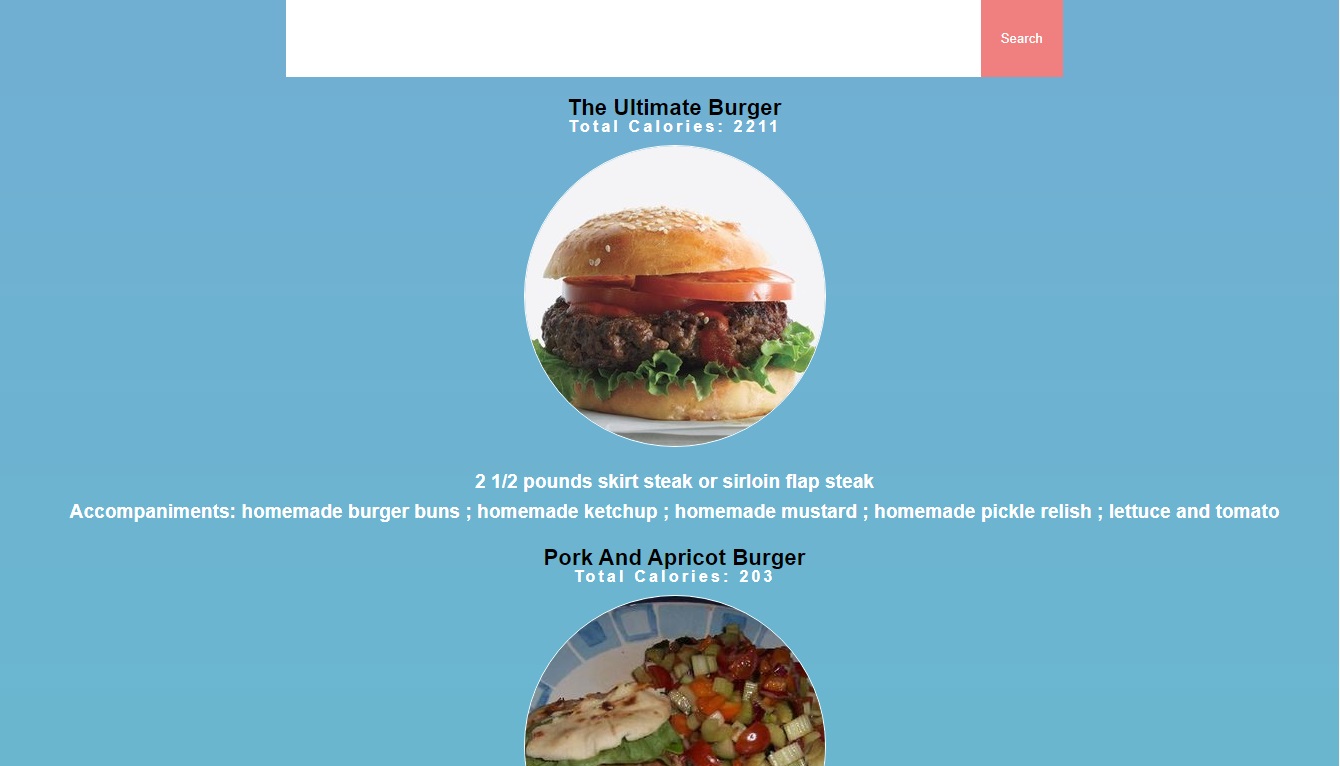 Search
The Ultimate Burger
Total Calories: 2211
2 1/2 pounds skirt steak or sirloin flap steak
Accompaniments: homemade burger buns ; homemade ketchup ; homemade mustard ; homemade pickle relish ; lettuce and tomato
Pork And Apricot Burger
Total Calories: 203